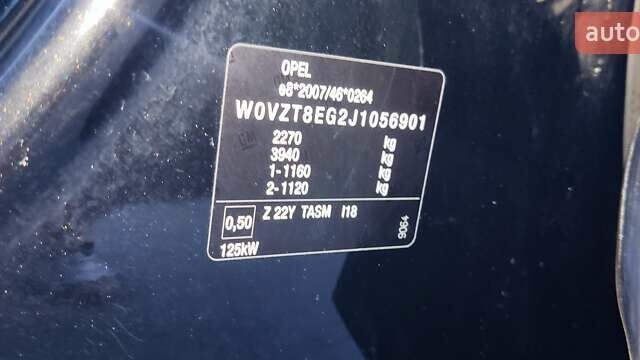 auto
OPEL
e8*2007/46*0264
W0VZT8EG2J1056901
2270 kg
3940 kg
1-1160 kg
2-1120 kg
0,50 Z 22Y TASM I18
125kW
9064
GM